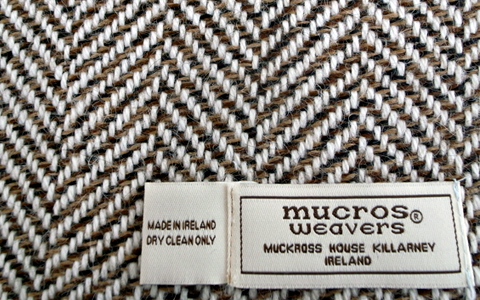 MADE IN IRELAND
DRY CLEAN ONLY
mucros®
weavers
MUCKROSS HOUSE KILLARNEY
IRELAND